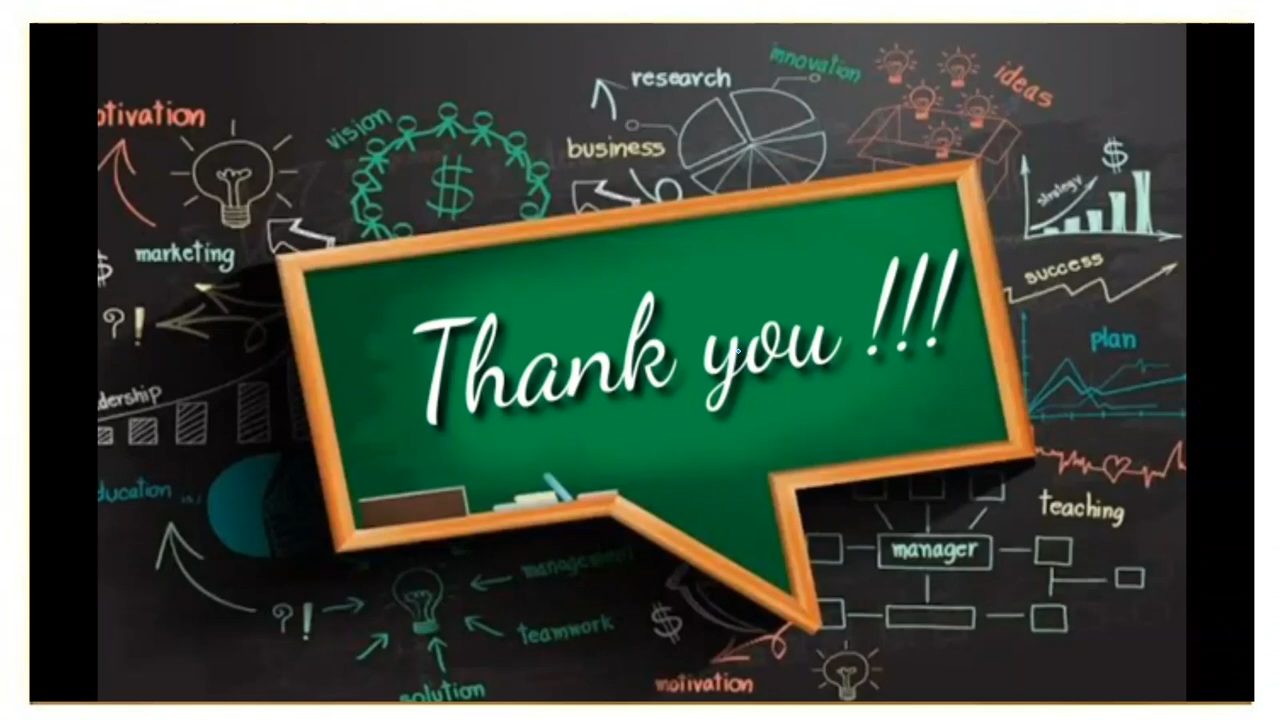 innovation
research
ideas
otivation
vision
business
$
$
strategy
marketing
$
success
Thank you !!!
?!
plan
dership
ducation
teaching
manager
management
?!
$
teamwork
motivation
solution